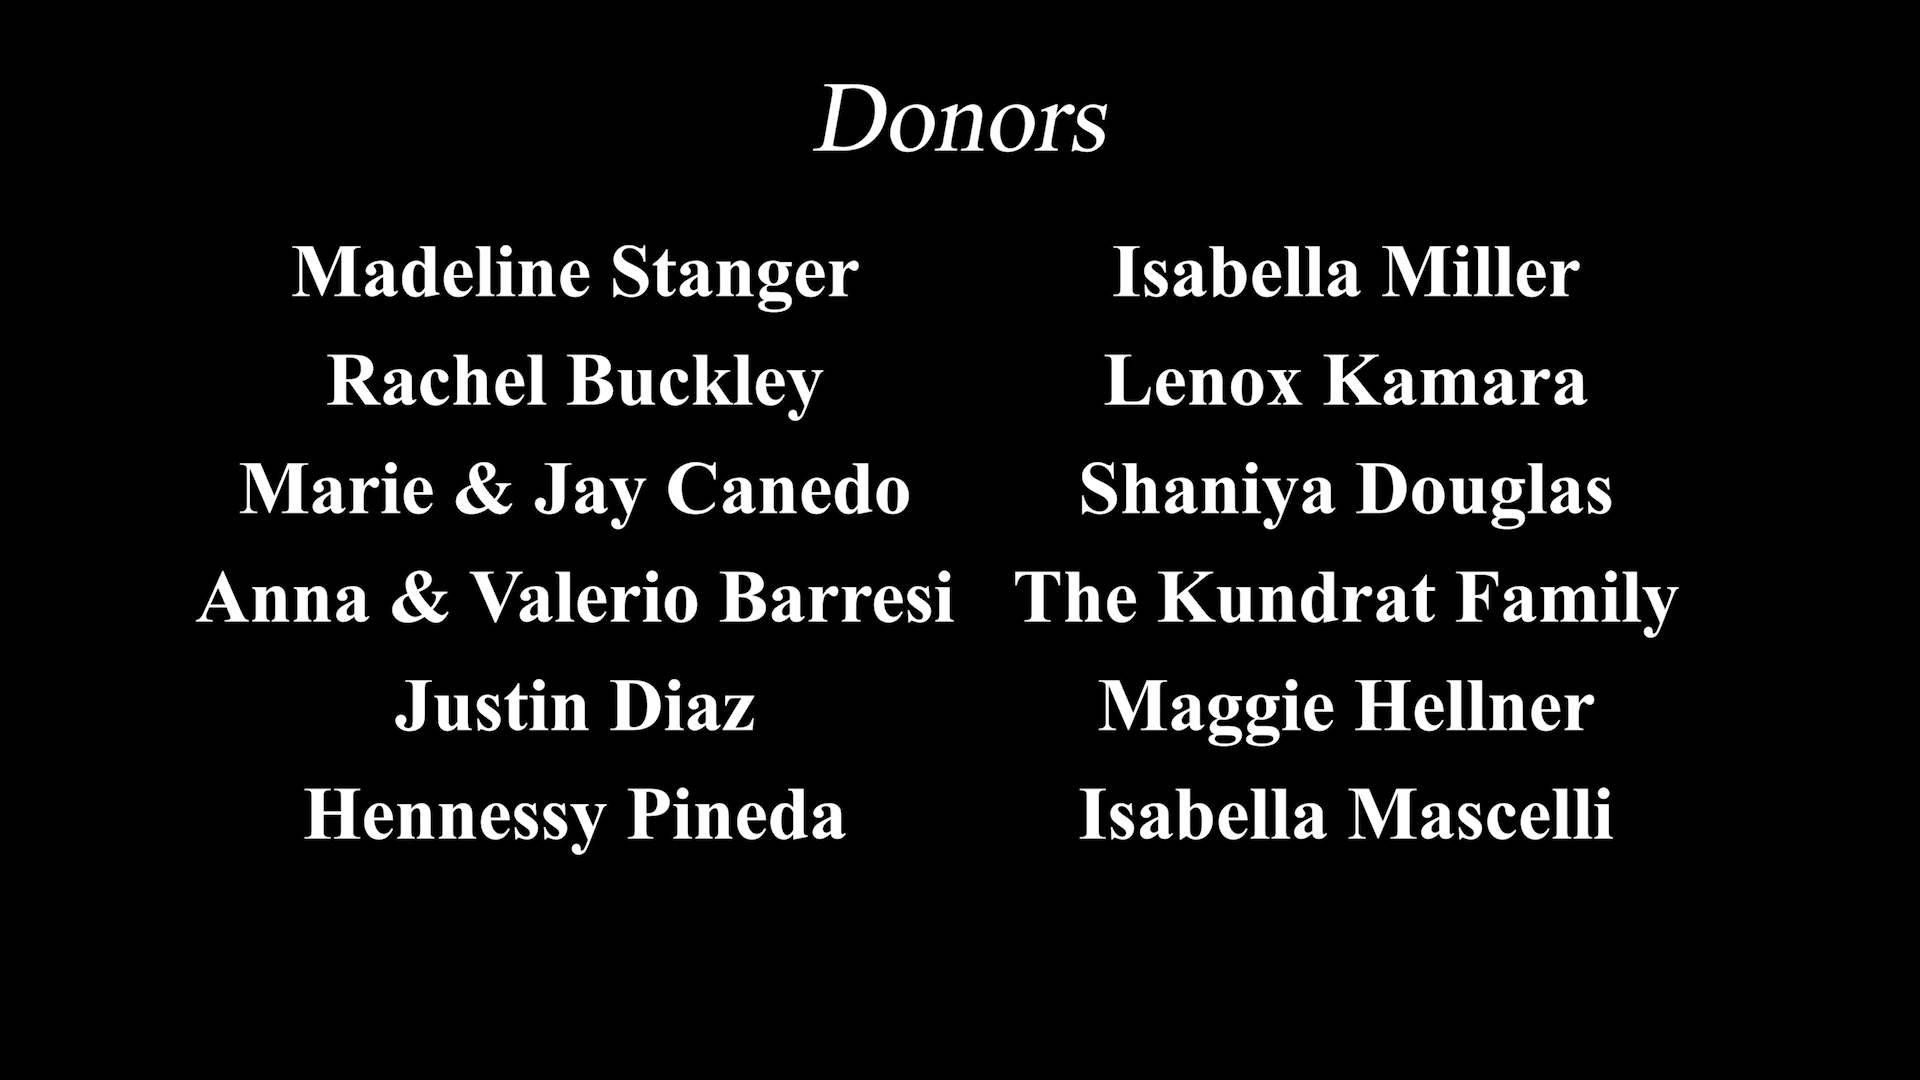 Donors
Madeline Stanger
Rachel Buckley
Marie & Jay Canedo
Anna & Valerio Barresi
Justin Diaz
Hennessy Pineda
Isabella Miller
Lenox Kamara
Shaniya Douglas
The Kundrat Family
Maggie Hellner
Isabella Mascelli